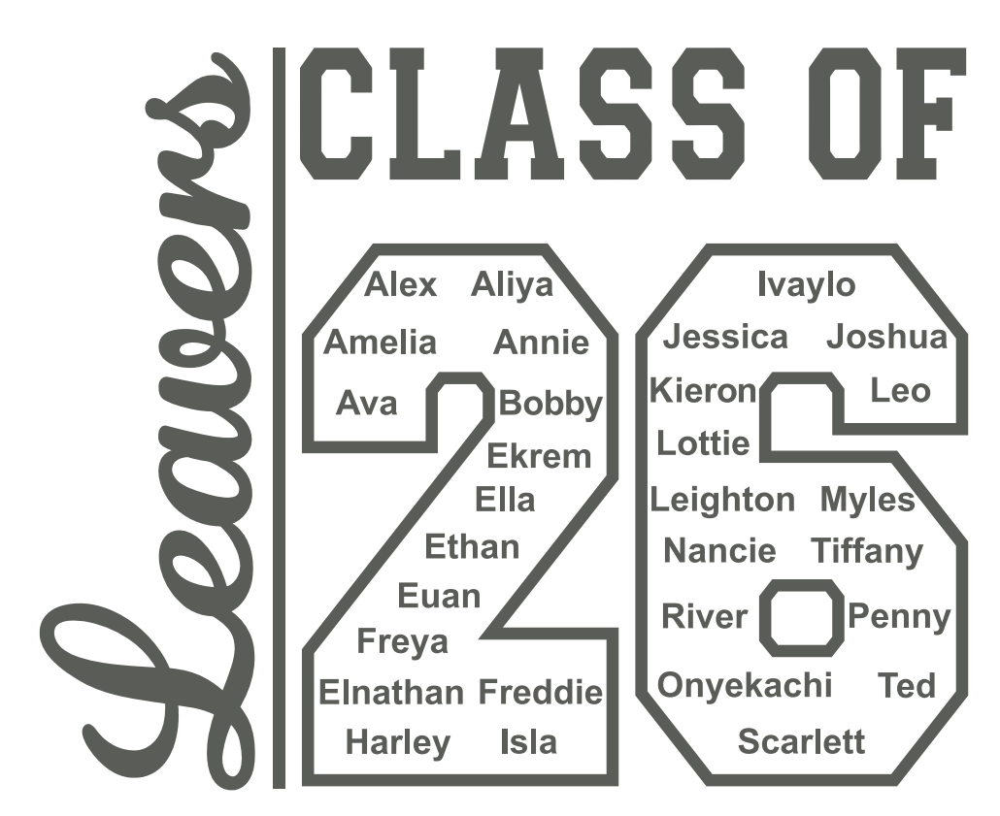 Leavers
CLASS OF
26
Alex Aliya
Amelia Annie
Ava Bobby
Ekrem
Ella
Ethan
Euan
Freya
Elnathan Freddie
Harley Isla
Ivaylo
Jessica Joshua
Kieron Leo
Lottie
Leighton Myles
Nancie Tiffany
River Penny
Onyekachi Ted
Scarlett